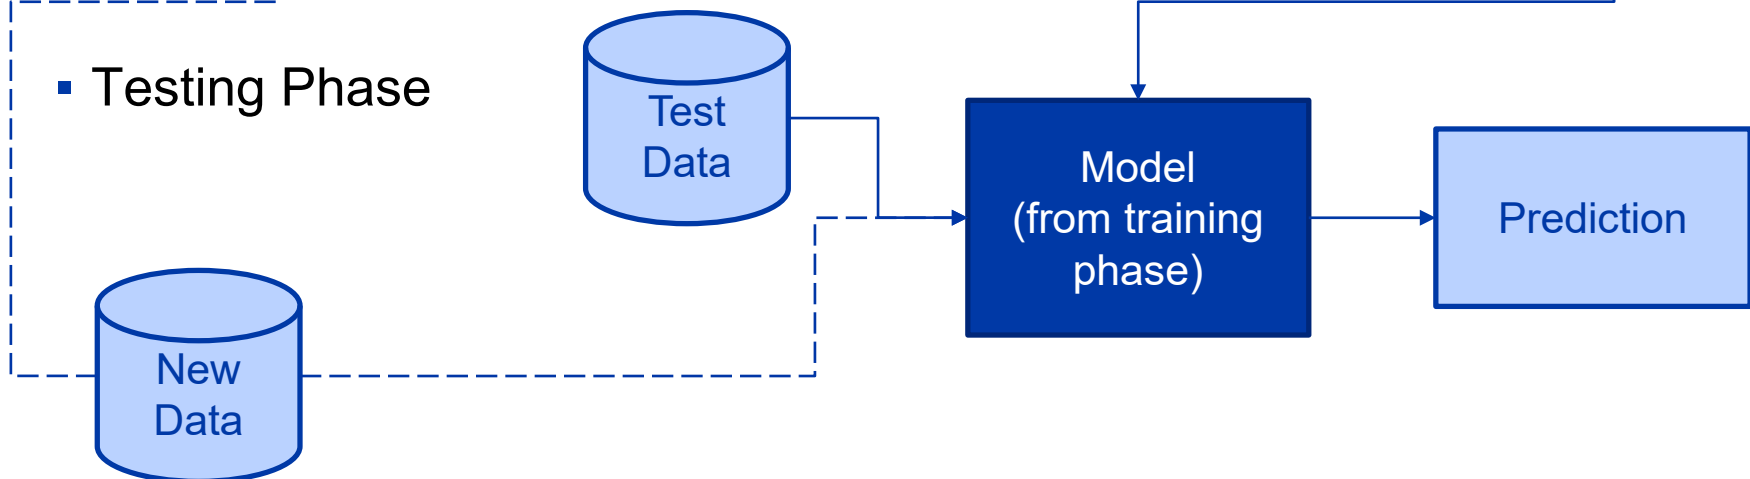 ▪ Testing Phase
Test
Data
Model
(from training
phase)
Prediction
New
Data